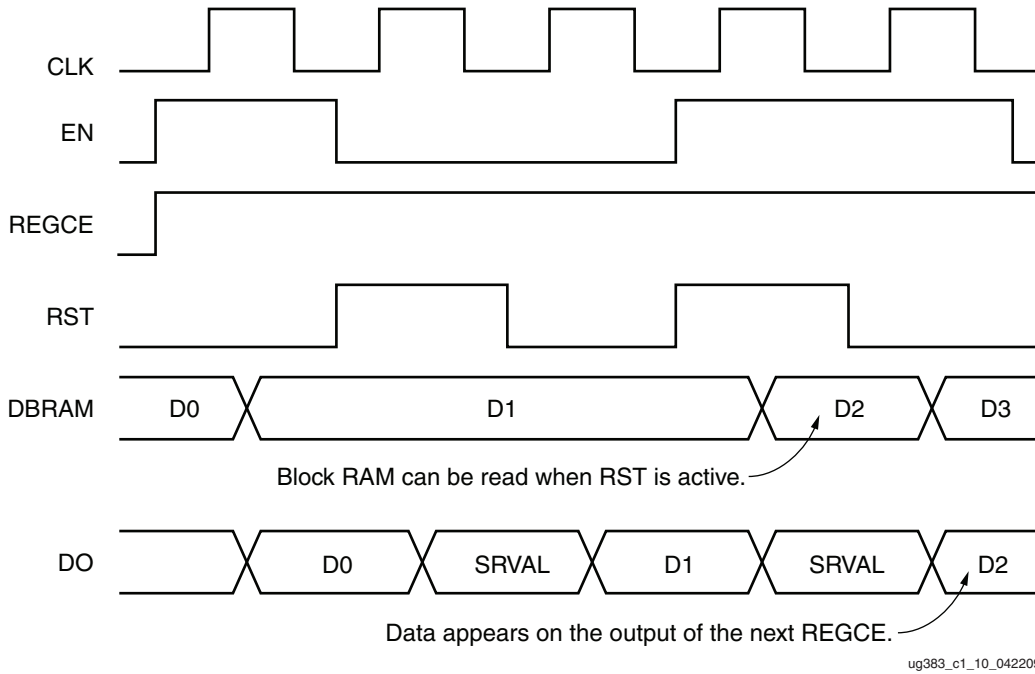 CLK
EN
REGCE
RST
DBRAM D0 D1 D2 D3
Block RAM can be read when RST is active.
DO D0 SRVAL D1 SRVAL D2
Data appears on the output of the next REGCE.
ug383_c1_10_042209